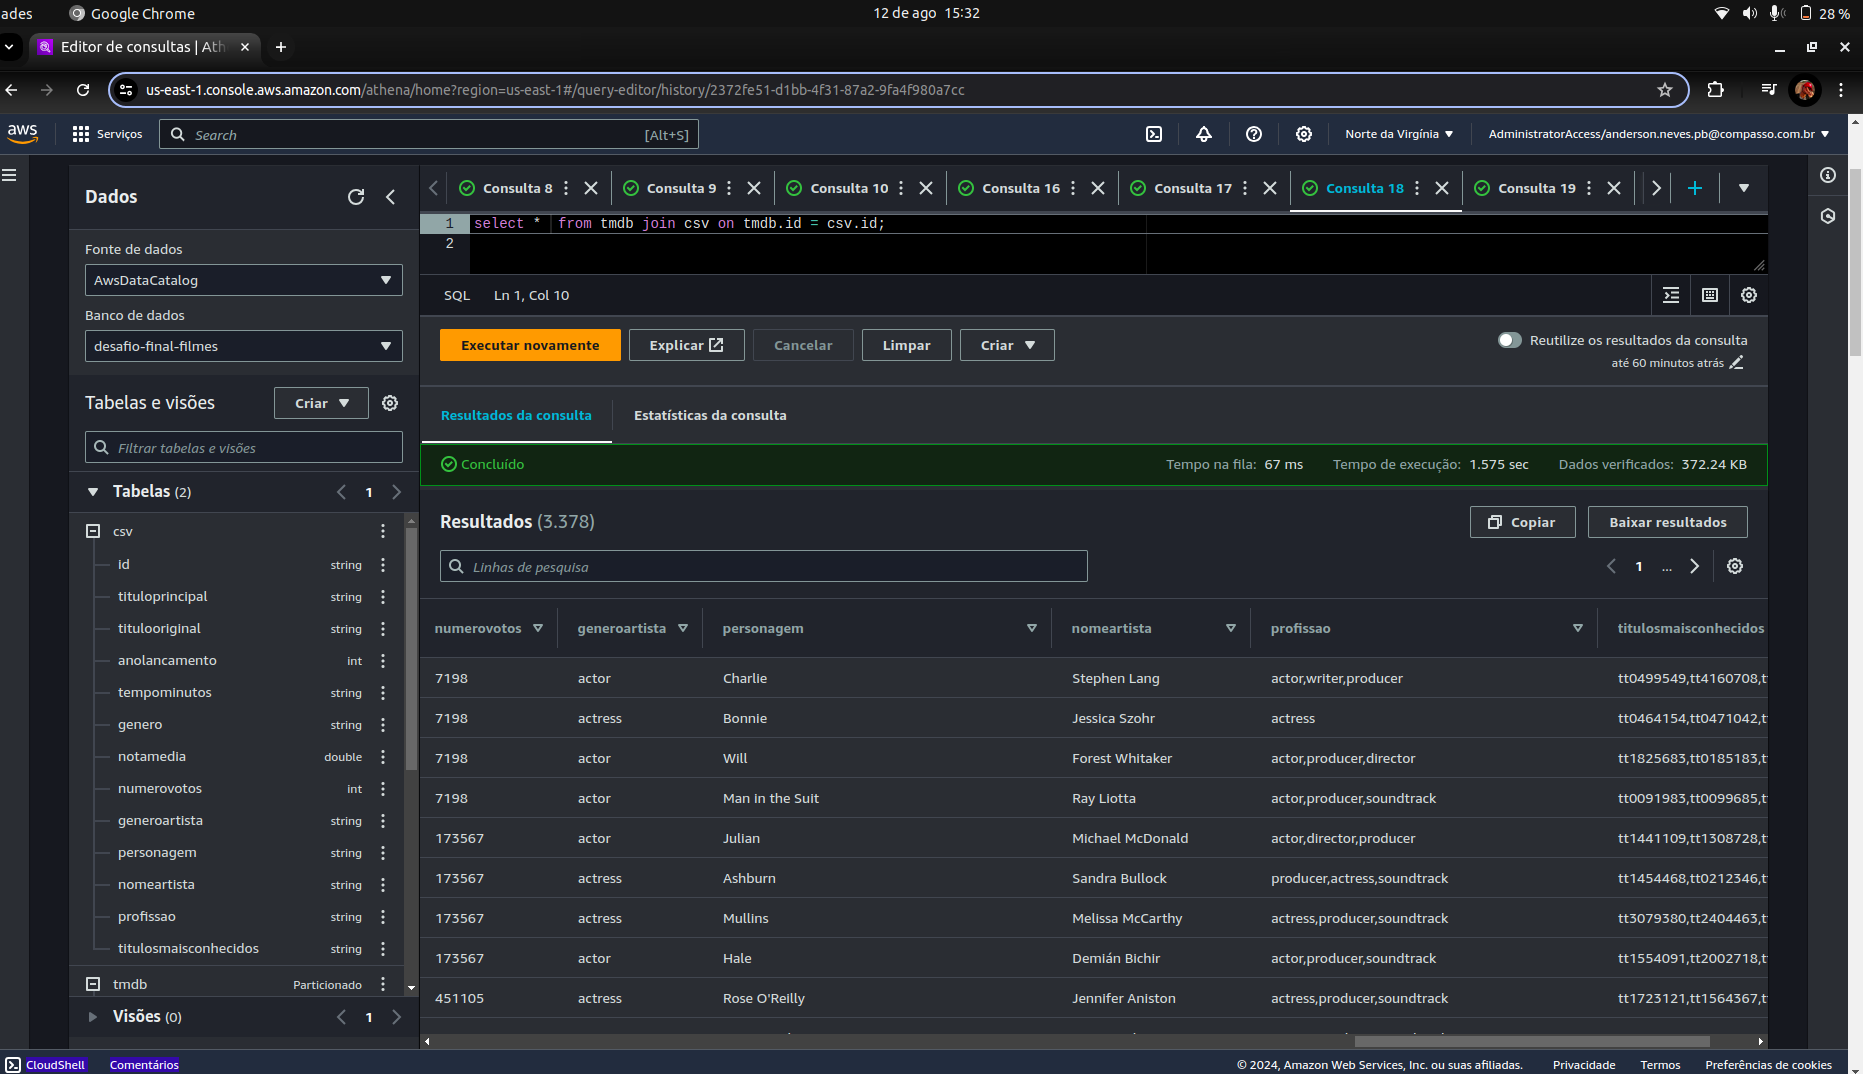 ades Google Chrome 12 de ago 15:32 28 %
Editor de consultas | Ath
us-east-1.console.aws.amazon.com/athena/home?region=us-east-1#/query-editor/history/2372fe51-d1bb-4f31-87a2-9fa4f980a7cc
aws Serviços Search [Alt+S] Norte da Virgínia AdministratorAccess/anderson.neves.pb@compasso.com.br
Dados
Fonte de dados
AwsDataCatalog
Banco de dados
desafio-final-filmes
Tabelas e visões Criar
Filtrar tabelas e visões
Tabelas (2) 1
csv
id string
tituloprincipal string
titulooriginal string
anolancamento int
tempominutos string
genero string
notamedia double
numerovotos int
generoartista string
personagem string
nomeartista string
profissao string
titulosmaisconhecidos string
tmdb Particionado
Visões (0) 1
Consulta 8 Consulta 9 Consulta 10 Consulta 16 Consulta 17 Consulta 18 Consulta 19
1 select * from tmdb join csv on tmdb.id = csv.id;
2
SQL Ln 1, Col 10
Executar novamente Explicar Cancelar Limpar Criar Reutilize os resultados da consulta
até 60 minutos atrás
Resultados da consulta Estatísticas da consulta
Concluído Tempo na fila: 67 ms Tempo de execução: 1.575 sec Dados verificados: 372.24 KB
Resultados (3.378) Copiar Baixar resultados
Linhas de pesquisa 1 ...
numerovotos generoartista personagem nomeartista profissao titulosmaisconhecidos
7198 actor Charlie Stephen Lang actor,writer,producer tt0499549,tt4160708,t
7198 actress Bonnie Jessica Szohr actress tt0464154,tt0471042,t
7198 actor Will Forest Whitaker actor,producer,director tt1825683,tt0185183,t
7198 actor Man in the Suit Ray Liotta actor,producer,soundtrack tt0091983,tt0099685,t
173567 actor Julian Michael McDonald actor,director,producer tt1441109,tt1308728,t
173567 actress Ashburn Sandra Bullock producer,actress,soundtrack tt1454468,tt0212346,t
173567 actress Mullins Melissa McCarthy actress,producer,soundtrack tt3079380,tt2404463,t
173567 actor Hale Demián Bichir actor,producer,soundtrack tt1554091,tt2002718,t
451105 actress Rose O'Reilly Jennifer Aniston actress,producer,soundtrack tt1723121,tt1564367,t
CloudShell Comentários © 2024, Amazon Web Services, Inc. ou suas afiliadas. Privacidade Termos Preferências de cookies